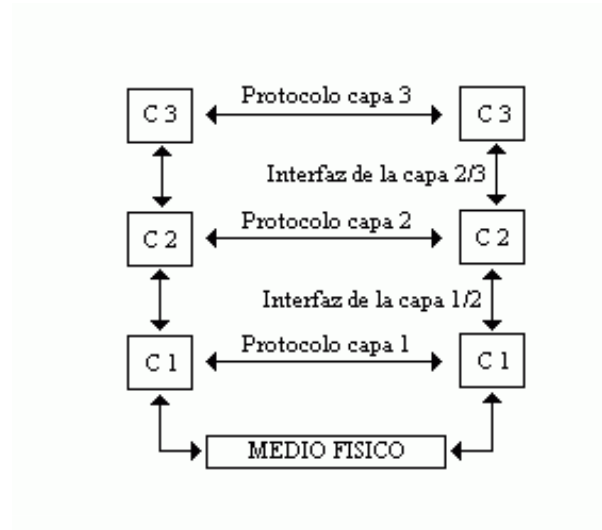 Protocolo capa 3
C 3
C 3
Interfaz de la capa 2/3
Protocolo capa 2
C 2
C 2
Interfaz de la capa 1/2
Protocolo capa 1
C 1
C 1
MEDIO FISICO